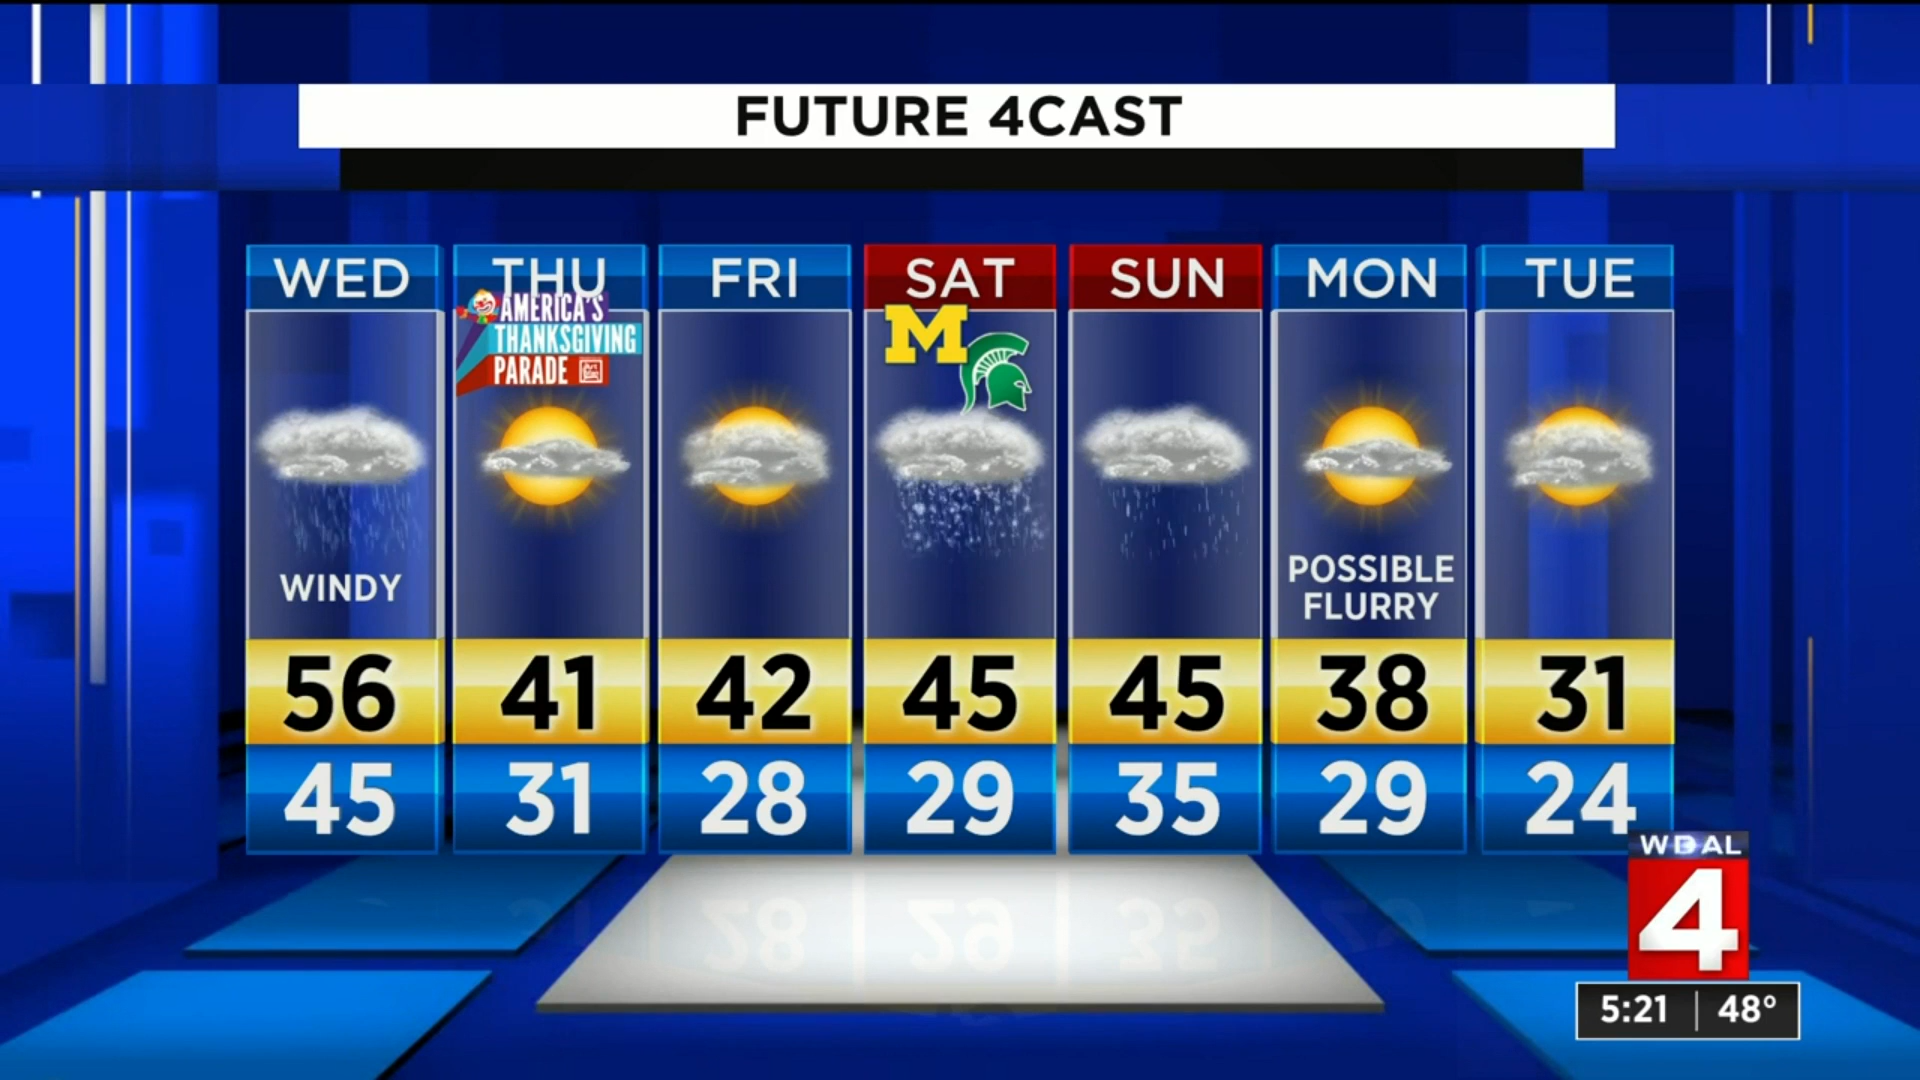 FUTURE 4CAST
WED THU FRI SAT SUN MON TUE
AMERICA'S
THANKSGIVING
PARADE
M
WINDY
POSSIBLE
FLURRY
56 41 42 45 45 38 31
45 31 28 29 35 29 24
4
5:21 48°